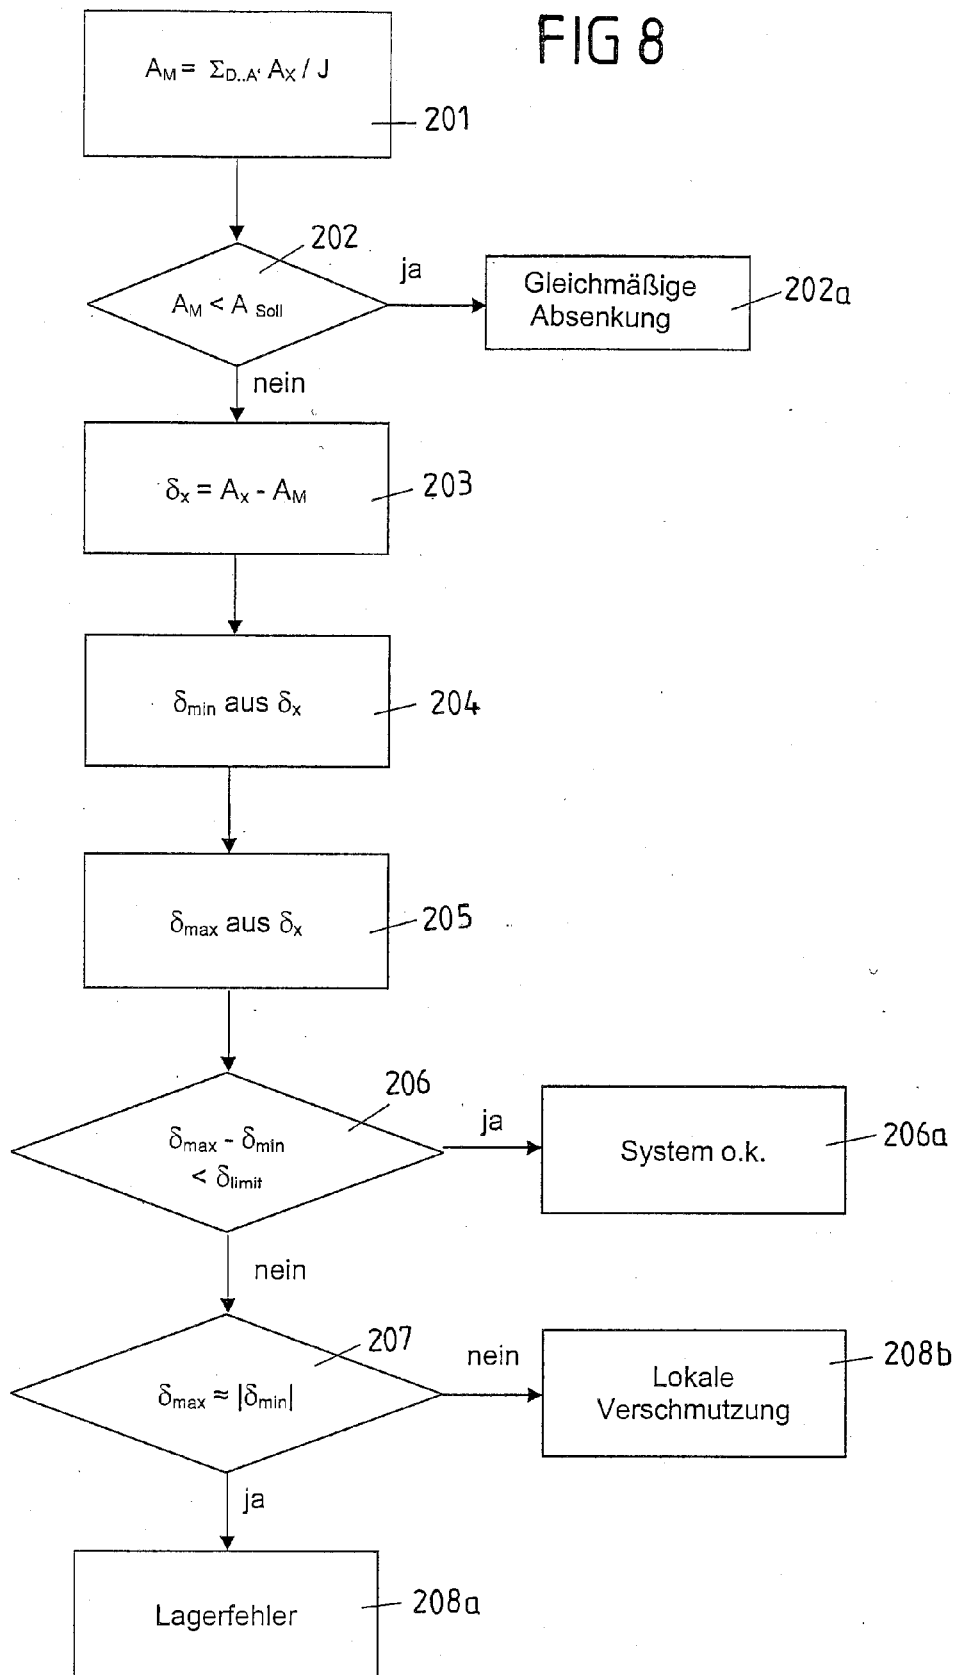 FIG 8
A_M = Σ_D..A' A_X / J
201
202
A_M < A_Soll
ja
Gleichmäßige
Absenkung
202a
nein
δ_x = A_x - A_M
203
δ_min aus δ_x
204
δ_max aus δ_x
205
206
δ_max - δ_min
< δ_limit
ja
System o.k.
206a
nein
207
δ_max ≈ |δ_min|
nein
Lokale
Verschmutzung
208b
ja
Lagerfehler
208a